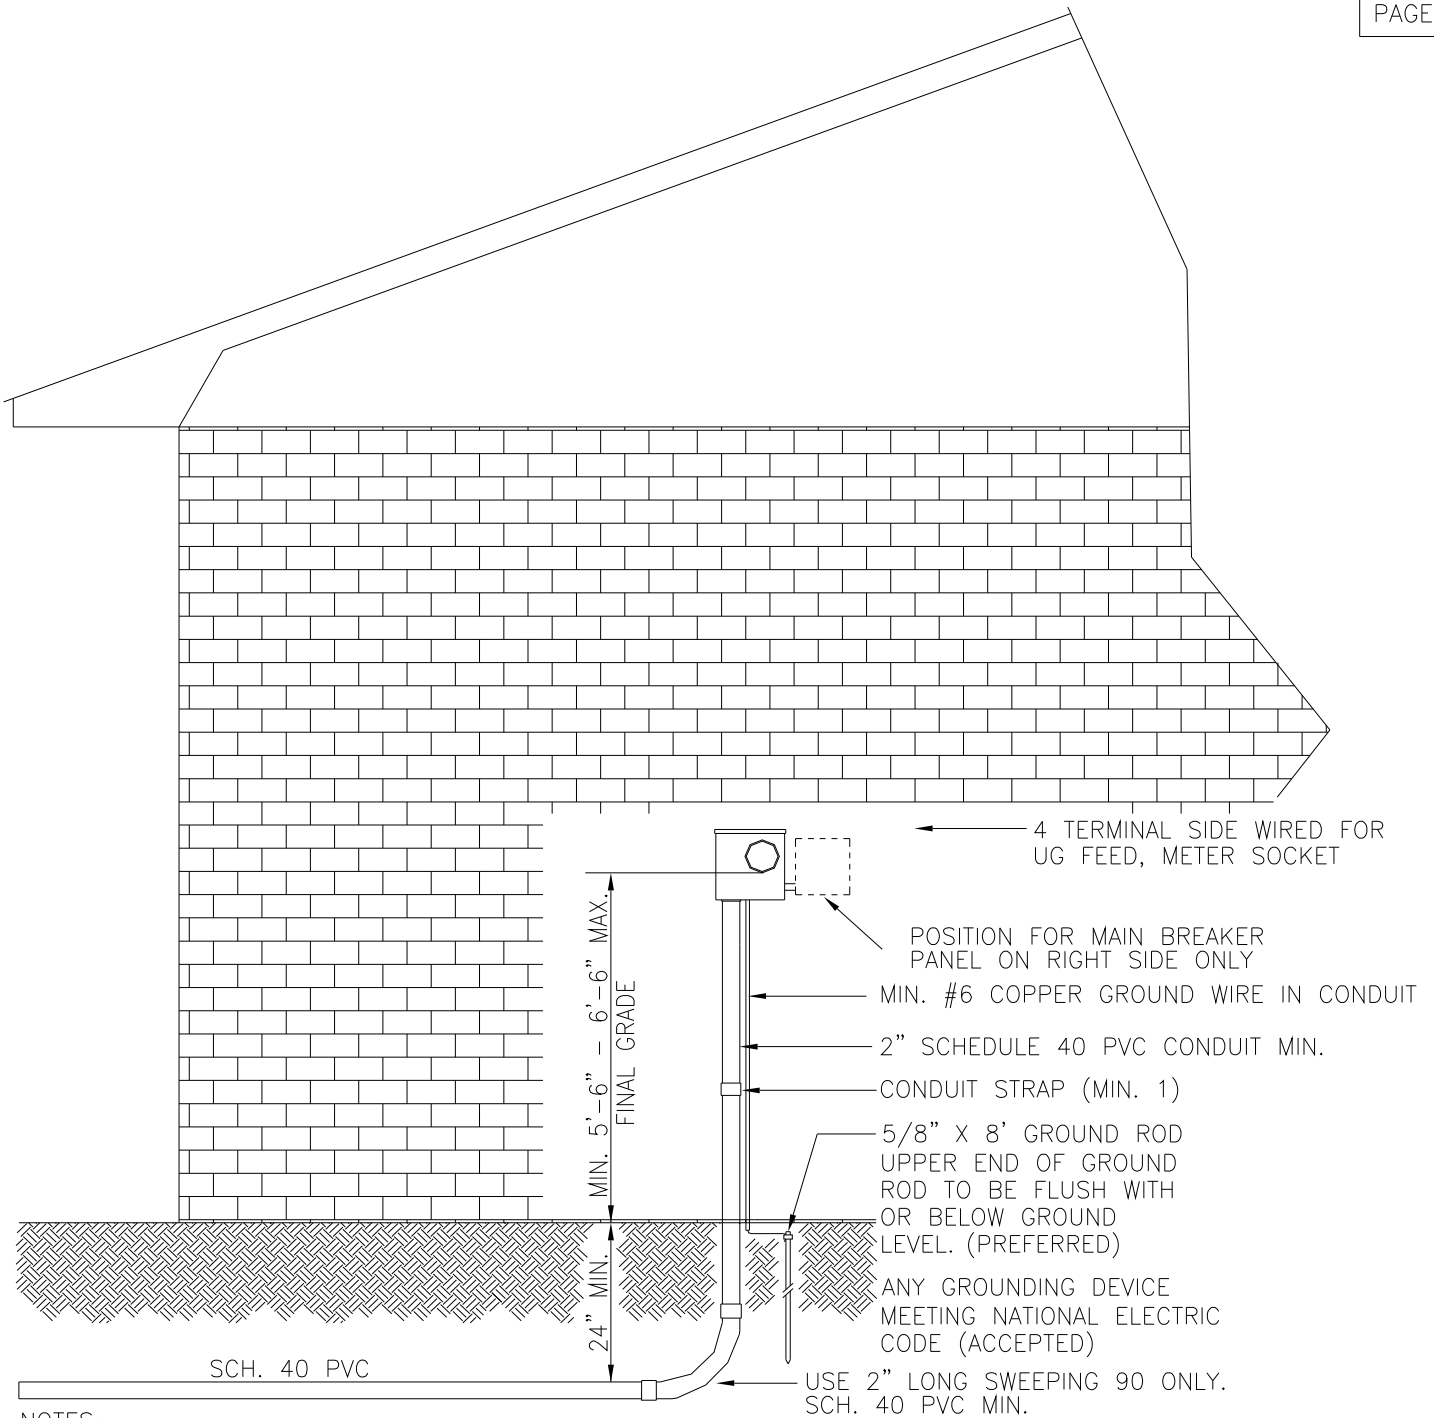 PAGE
4 TERMINAL SIDE WIRED FOR
UG FEED, METER SOCKET
POSITION FOR MAIN BREAKER
PANEL ON RIGHT SIDE ONLY
MIN. #6 COPPER GROUND WIRE IN CONDUIT
2" SCHEDULE 40 PVC CONDUIT MIN.
CONDUIT STRAP (MIN. 1)
MIN. 5'-6" - 6'-6" MAX.
FINAL GRADE
5/8" X 8' GROUND ROD
UPPER END OF GROUND
ROD TO BE FLUSH WITH
OR BELOW GROUND
LEVEL. (PREFERRED)
ANY GROUNDING DEVICE
MEETING NATIONAL ELECTRIC
CODE (ACCEPTED)
24" MIN.
SCH. 40 PVC
USE 2" LONG SWEEPING 90 ONLY.
SCH. 40 PVC MIN.
NOTES